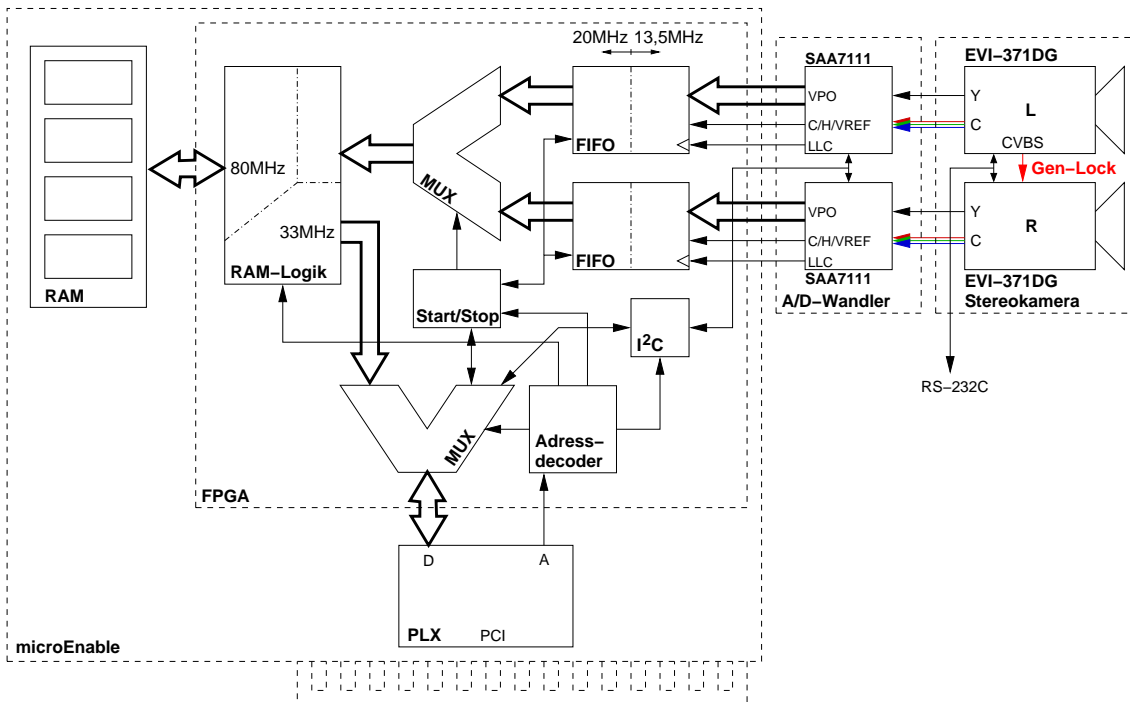 20MHz 13,5MHz
SAA7111
EVI−371DG
VPO
Y
L
C/H/VREF
C
LLC
CVBS
FIFO
80MHz
MUX
Gen−Lock
VPO
Y
R
33MHz
C/H/VREF
C
FIFO
LLC
RAM−Logik
SAA7111
EVI−371DG
RAM
A/D−Wandler
Stereokamera
Start/Stop
I²C
RS−232C
MUX
Adress−
decoder
FPGA
D
A
PLX
PCI
microEnable